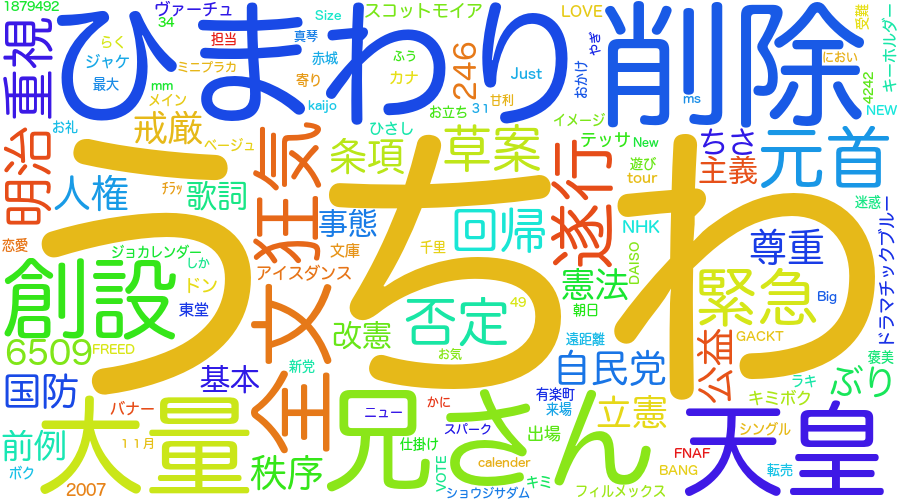 1879492
ヴァーチュ
スコットモイア
Size
LOVE
34
担当
真琴
やぎ
受難
キーホルダー
重視
ひまわり
削除
らく
ジャケ
ミニプラカ
赤城
ふう
246
におい
最大
寄り
カナ
Just
おかけ
mm
メイン
kaijo
お立ち
31
甘利
ms
4242
NEW
お礼
戒厳
ベージュ
ひさし
イメージ
明治
狂気
条項
草案
テッサ
New
ちさ
元首
人権
ﾁﾗｯ
歌詞
遂行
遊び
tour
主義
迷惑
うちわ
事態
回帰
NHK
尊重
恋愛
ジョカレンダー
しか
文庫
千里
DAISO
ドラマチックブルー
創設
ドン
アイスダンス
憲法
緊急
東堂
全文
否定
49
朝日
Big
6509
FREED
改憲
お気
遠距離
公益
GACKT
褒美
国防
基本
新党
自民党
ラキ
ぶり
大量
バナー
兄さん
ニュー
かに
有楽町
来場
立憲
キミボク
天皇
前例
11月
スパーク
仕掛け
出場
シングル
ボク
秩序
VOTE
calender
キミ
FNAF
BANG
転売
2007
ショウジサダム
フィルメックス